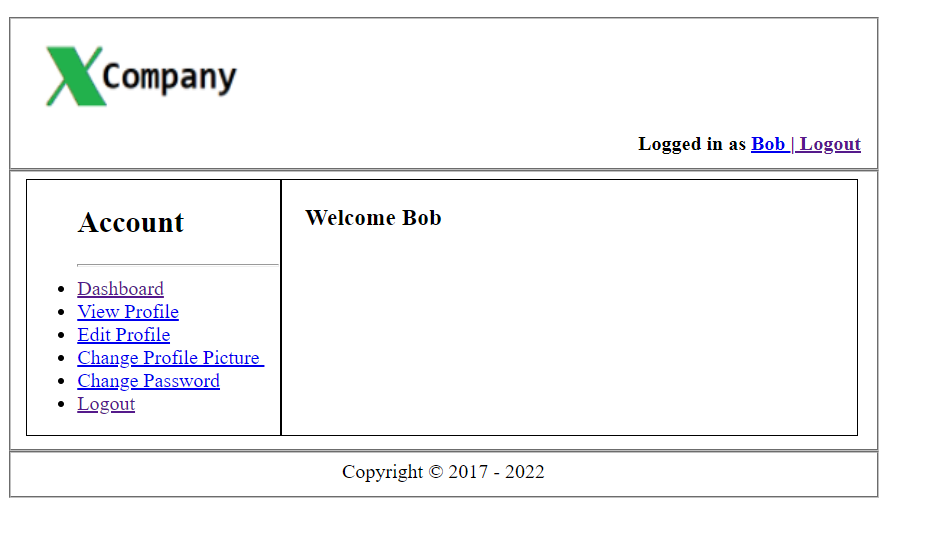 X Company
Logged in as Bob | Logout
Account
Dashboard
View Profile
Edit Profile
Change Profile Picture
Change Password
Logout
Welcome Bob
Copyright © 2017 - 2022